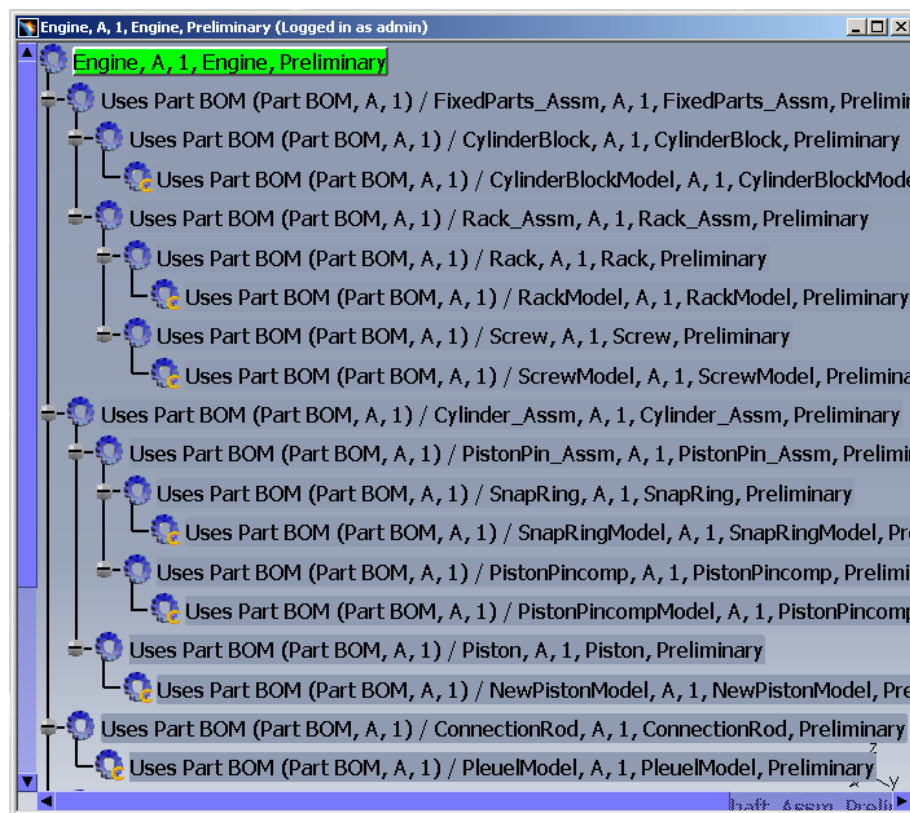 Engine, A, 1, Engine, Preliminary (Logged in as admin)
Engine, A, 1, Engine, Preliminary
Uses Part BOM (Part BOM, A, 1) / FixedParts_Assm, A, 1, FixedParts_Assm, Prelimi
Uses Part BOM (Part BOM, A, 1) / CylinderBlock, A, 1, CylinderBlock, Preliminary
Uses Part BOM (Part BOM, A, 1) / CylinderBlockModel, A, 1, CylinderBlockMode
Uses Part BOM (Part BOM, A, 1) / Rack_Assm, A, 1, Rack_Assm, Preliminary
Uses Part BOM (Part BOM, A, 1) / Rack, A, 1, Rack, Preliminary
Uses Part BOM (Part BOM, A, 1) / RackModel, A, 1, RackModel, Preliminary
Uses Part BOM (Part BOM, A, 1) / Screw, A, 1, Screw, Preliminary
Uses Part BOM (Part BOM, A, 1) / ScrewModel, A, 1, ScrewModel, Prelimina
Uses Part BOM (Part BOM, A, 1) / Cylinder_Assm, A, 1, Cylinder_Assm, Preliminary
Uses Part BOM (Part BOM, A, 1) / PistonPin_Assm, A, 1, PistonPin_Assm, Prelimi
Uses Part BOM (Part BOM, A, 1) / SnapRing, A, 1, SnapRing, Preliminary
Uses Part BOM (Part BOM, A, 1) / SnapRingModel, A, 1, SnapRingModel, Pre
Uses Part BOM (Part BOM, A, 1) / PistonPincomp, A, 1, PistonPincomp, Prelimi
Uses Part BOM (Part BOM, A, 1) / PistonPincompModel, A, 1, PistonPincomp
Uses Part BOM (Part BOM, A, 1) / Piston, A, 1, Piston, Preliminary
Uses Part BOM (Part BOM, A, 1) / NewPistonModel, A, 1, NewPistonModel, Pre
Uses Part BOM (Part BOM, A, 1) / ConnectionRod, A, 1, ConnectionRod, Preliminary
z
Uses Part BOM (Part BOM, A, 1) / PleuelModel, A, 1, PleuelModel, Preliminary
x y